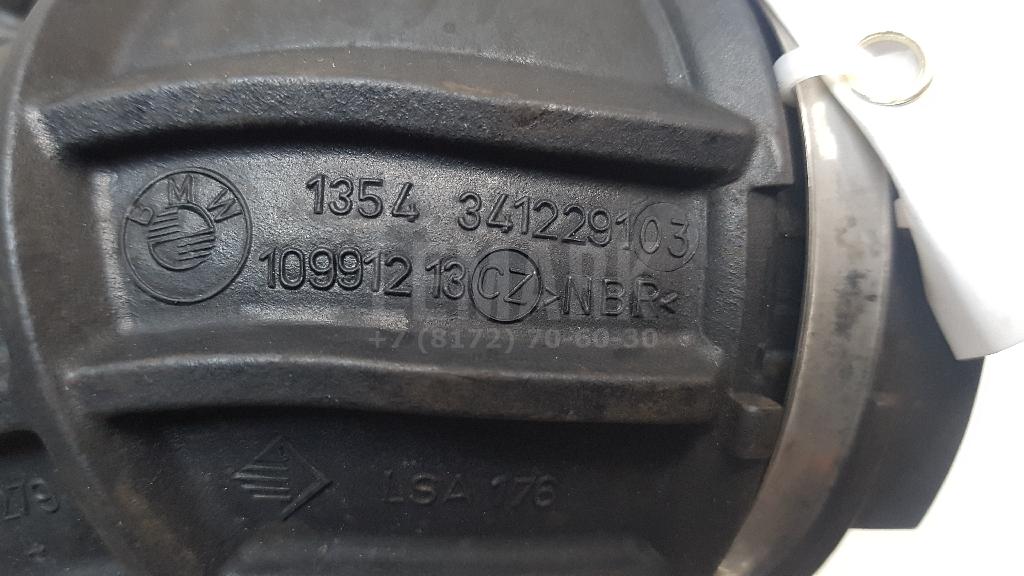 BMW
1354 341229103
109912 13 CZ >NBR<
+7 (8172) 70-60-30
LSA 176